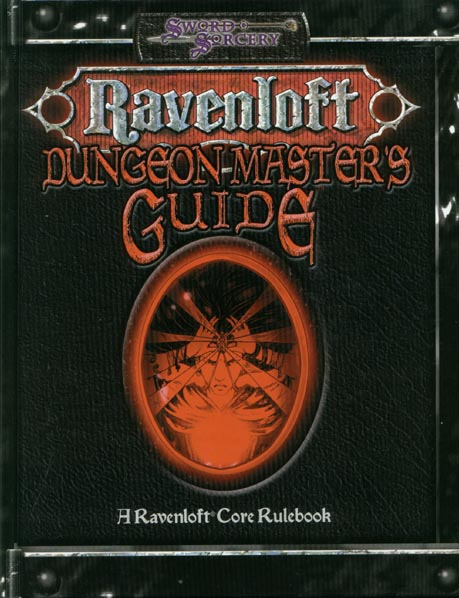 Sword & Sorcery
Ravenloft
Dungeon Master's
Guide
A Ravenloft® Core Rulebook